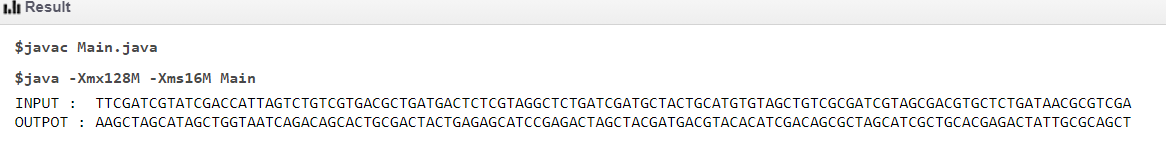 Result
$javac Main.java
$java -Xmx128M -Xms16M Main
INPUT :  TTCGATCGTATCGACCATTAGTCTGTCGTGACGCTGATGACTCTCGTAGGCTCTGATCGATGCTACTGCATGTGTAGCTGTCGCGATCGTAGCGACGTGCTCTGATAACGCGTCGA
OUTPOT : AAGCTAGCATAGCTGGTAATCAGACAGCACTGCGACTACTGAGAGCATCCGAGACTAGCTACGATGACGTACACATCGACAGCGCTAGCATCGCTGCACGAGACTATTGCGCAGCT